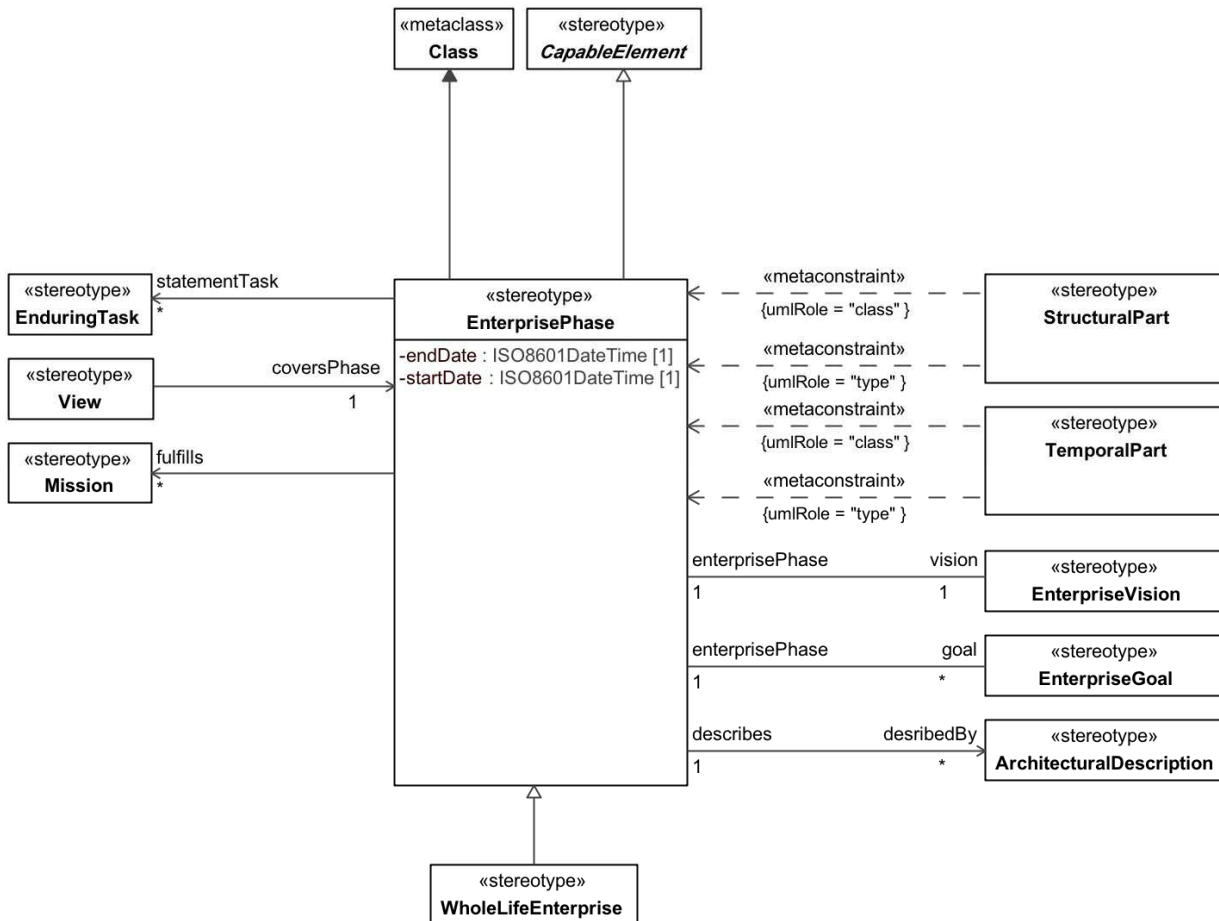 «metaclass»
Class
«stereotype»
CapableElement
«stereotype»
EnduringTask
statementTask
*
«stereotype»
View
coversPhase
1
«stereotype»
Mission
fulfills
*
«stereotype»
EnterprisePhase
-endDate : ISO8601DateTime [1]
-startDate : ISO8601DateTime [1]
«metaconstraint»
{umlRole = "class" }
«metaconstraint»
{umlRole = "type" }
«stereotype»
StructuralPart
«metaconstraint»
{umlRole = "class" }
«metaconstraint»
{umlRole = "type" }
«stereotype»
TemporalPart
enterprisePhase vision
1 1
«stereotype»
EnterpriseVision
enterprisePhase goal
1 *
«stereotype»
EnterpriseGoal
describes desribedBy
1 *
«stereotype»
ArchitecturalDescription
«stereotype»
WholeLifeEnterprise